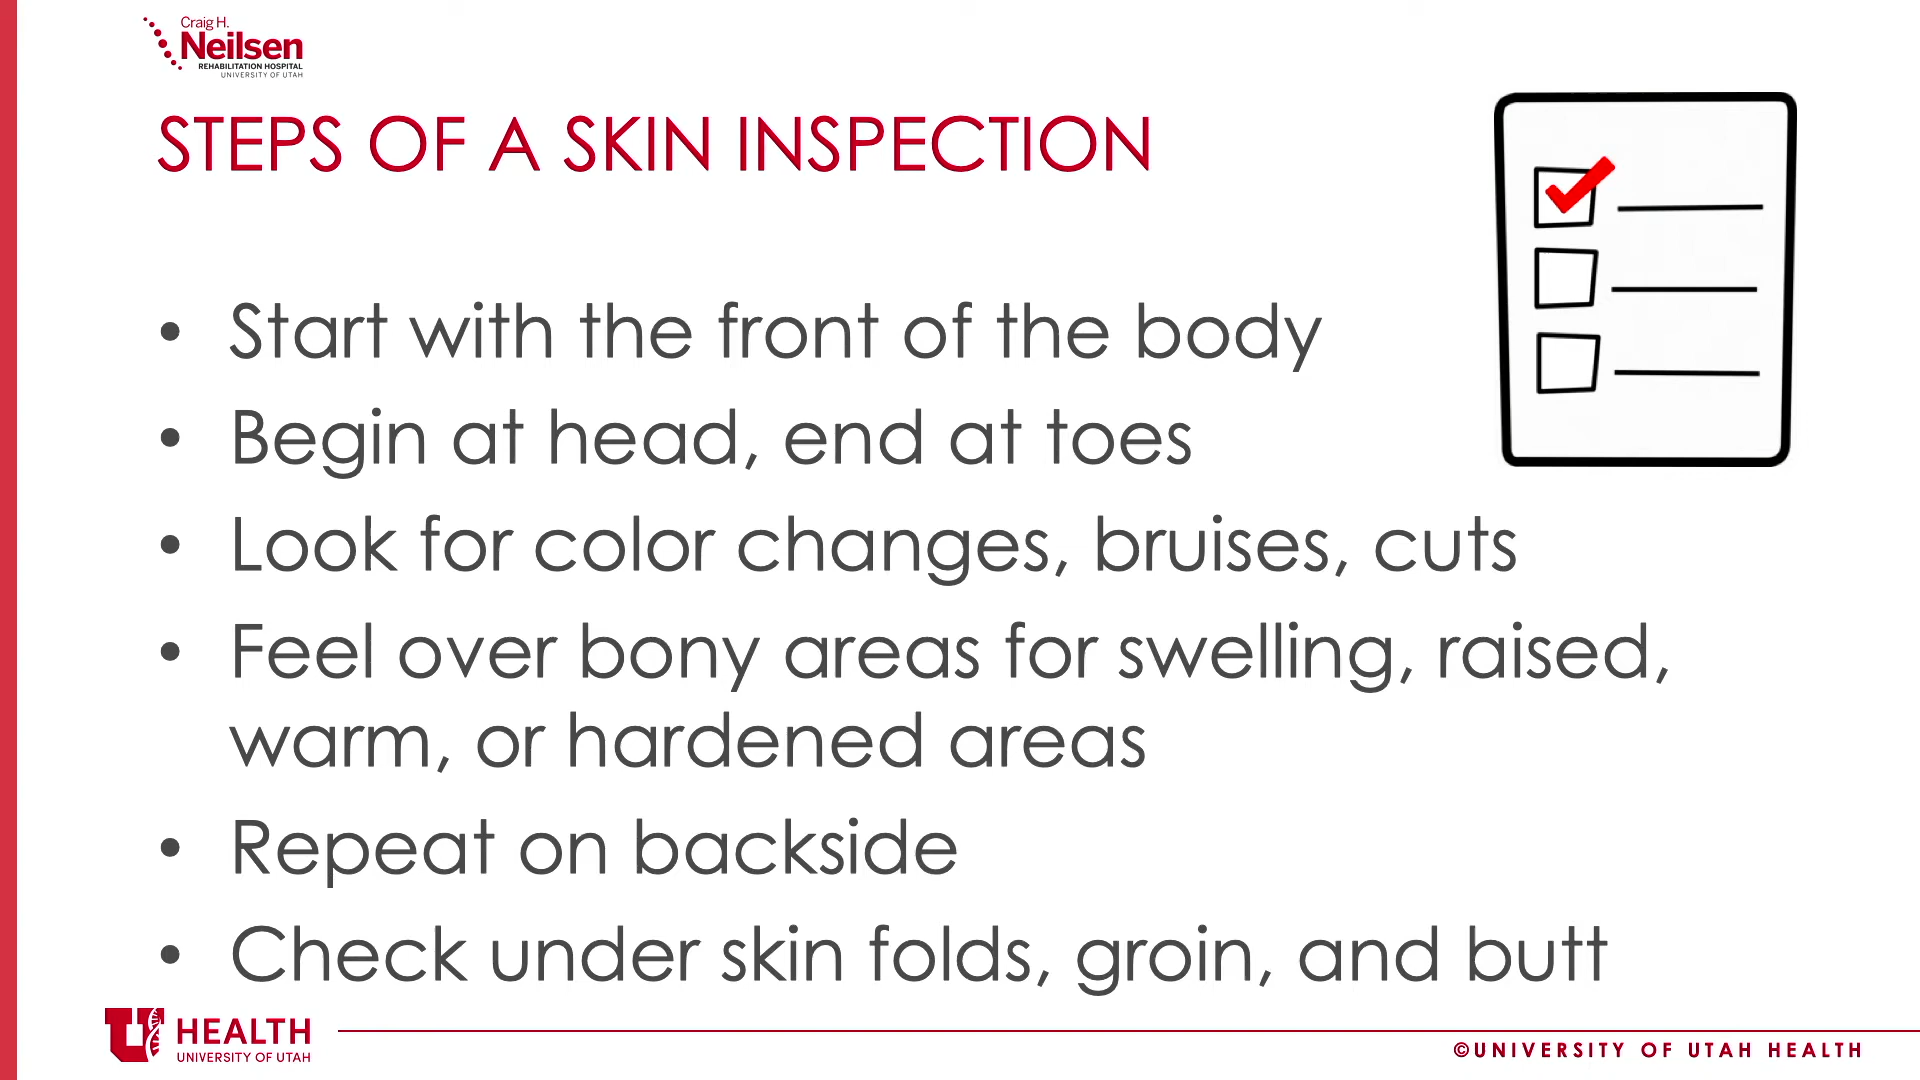 Craig H.
Neilsen
REHABILITATION HOSPITAL
UNIVERSITY OF UTAH
STEPS OF A SKIN INSPECTION
• Start with the front of the body
• Begin at head, end at toes
• Look for color changes, bruises, cuts
• Feel over bony areas for swelling, raised,
warm, or hardened areas
• Repeat on backside
• Check under skin folds, groin, and butt
U HEALTH
UNIVERSITY OF UTAH
©UNIVERSITY OF UTAH HEALTH